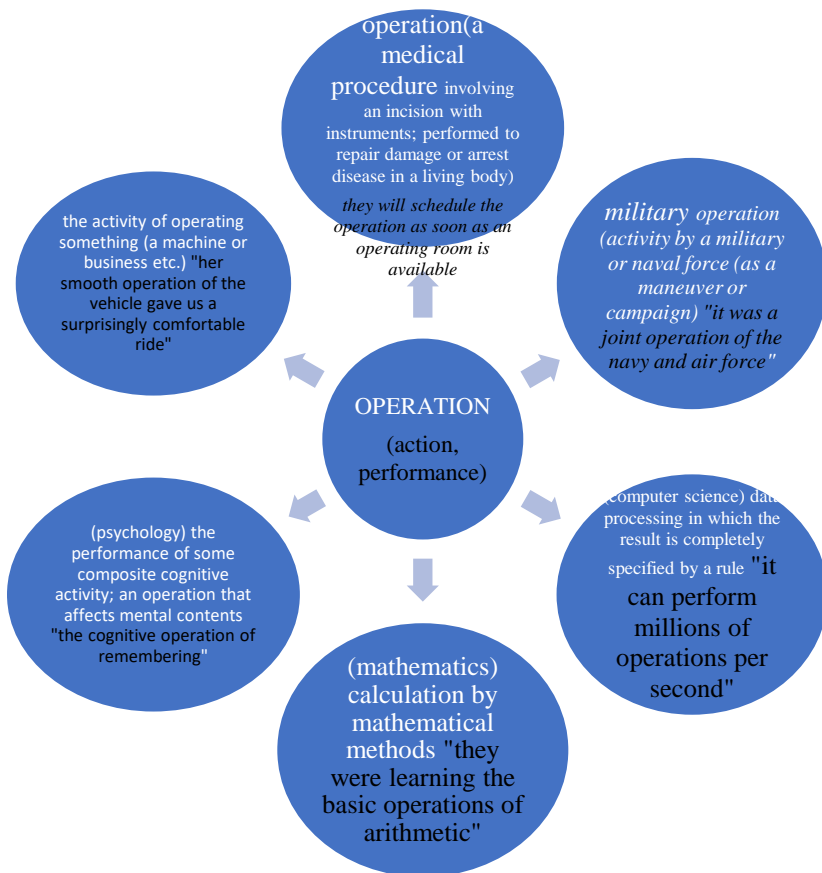 operation(a
medical
procedure involving
an incision with
instruments; performed to
repair damage or arrest
disease in a living body)
they will schedule the
operation as soon as an
operating room is
available
military operation
(activity by a military
or naval force (as a
maneuver or
campaign) "it was a
joint operation of the
navy and air force"
(computer science) data
processing in which the
result is completely
specified by a rule "it
can perform
millions of
operations per
second"
(mathematics)
calculation by
mathematical
methods "they
were learning the
basic operations of
arithmetic"
(psychology) the
performance of some
composite cognitive
activity; an operation that
affects mental contents
"the cognitive operation of
remembering"
the activity of operating
something (a machine or
business etc.) "her
smooth operation of the
vehicle gave us a
surprisingly comfortable
ride"
OPERATION
(action,
performance)